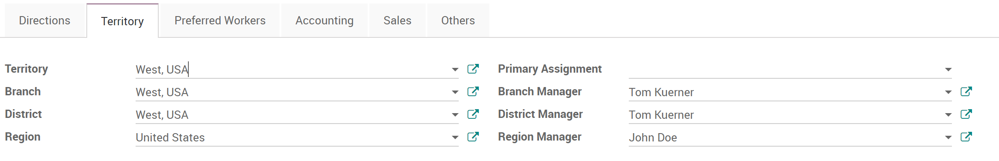 Directions Territory Preferred Workers Accounting Sales Others
Territory West, USA Primary Assignment
Branch West, USA Branch Manager Tom Kuerner
District West, USA District Manager Tom Kuerner
Region United States Region Manager John Doe